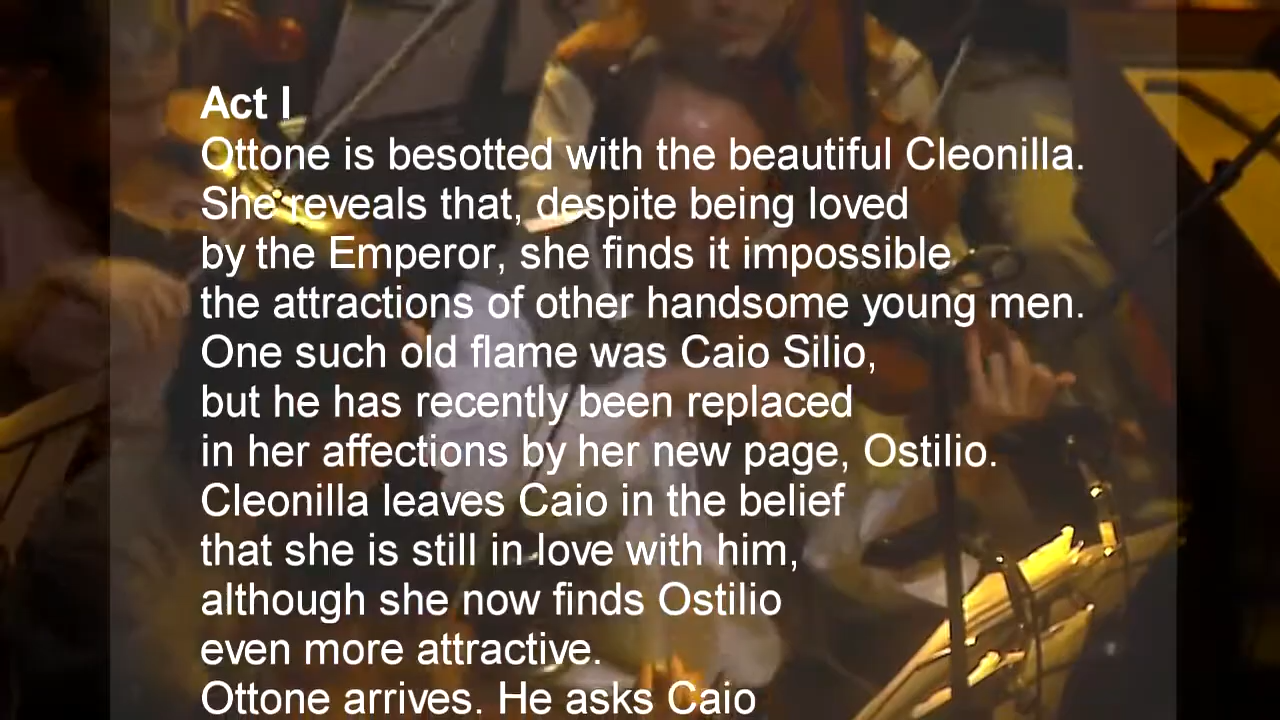 Act I
Ottone is besotted with the beautiful Cleonilla.
She reveals that, despite being loved
by the Emperor, she finds it impossible
the attractions of other handsome young men.
One such old flame was Caio Silio,
but he has recently been replaced
in her affections by her new page, Ostilio.
Cleonilla leaves Caio in the belief
that she is still in love with him,
although she now finds Ostilio
even more attractive.
Ottone arrives. He asks Caio